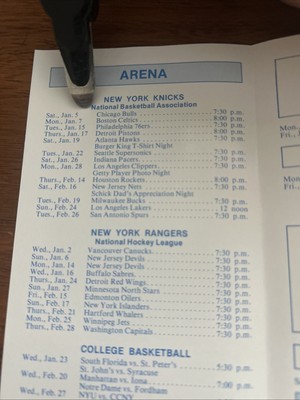 ARENA
NEW YORK KNICKS
National Basketball Association
Sat., Jan. 5 Chicago Bulls 7:30 p.m.
Mon., Jan. 7 Boston Celtics 8:00 p.m.
Tues., Jan. 15 Philadelphia 76ers 7:30 p.m.
Thurs., Jan. 17 Detroit Pistons 8:00 p.m.
Sat., Jan. 19 Atlanta Hawks 7:30 p.m.
Burger King T-Shirt Night
Tues., Jan. 22 Seattle Supersonics 7:30 p.m.
Sat., Jan. 26 Indiana Pacers 7:30 p.m.
Mon., Jan. 28 Los Angeles Clippers 7:30 p.m.
Getty Player Photo Night
Thurs., Feb. 14 Houston Rockets 8:00 p.m.
Sat., Feb. 16 New Jersey Nets 7:30 p.m.
Schick Dad's Appreciation Night
Tues., Feb. 19 Milwaukee Bucks 7:30 p.m.
Sun., Feb. 24 Los Angeles Lakers 12 noon
Tues., Feb. 26 San Antonio Spurs 7:30 p.m.
NEW YORK RANGERS
National Hockey League
Wed., Jan. 2 Vancouver Canucks 7:30 p.m.
Sun., Jan. 6 New Jersey Devils 7:30 p.m.
Mon., Jan. 14 New Jersey Devils 7:30 p.m.
Wed., Jan. 16 Buffalo Sabres 7:30 p.m.
Thurs., Jan. 24 Detroit Red Wings 7:30 p.m.
Sun., Jan. 27 Minnesota North Stars 7:30 p.m.
Fri., Feb. 15 Edmonton Oilers 7:30 p.m.
Sun., Feb. 17 New York Islanders 7:30 p.m.
Thurs., Feb. 21 Hartford Whalers 7:30 p.m.
Mon., Feb. 25 Winnipeg Jets 7:30 p.m.
Thurs., Feb. 28 Washington Capitals 7:30 p.m.
COLLEGE BASKETBALL
Wed., Jan. 23 South Florida vs. St. Peter's 5:30 p.m.
St. John's vs. Syracuse
Wed., Feb. 20 Manhattan vs. Iona 7:00 p.m.
Notre Dame vs. Fordham
Wed., Feb. 27 NYU vs. CCNY